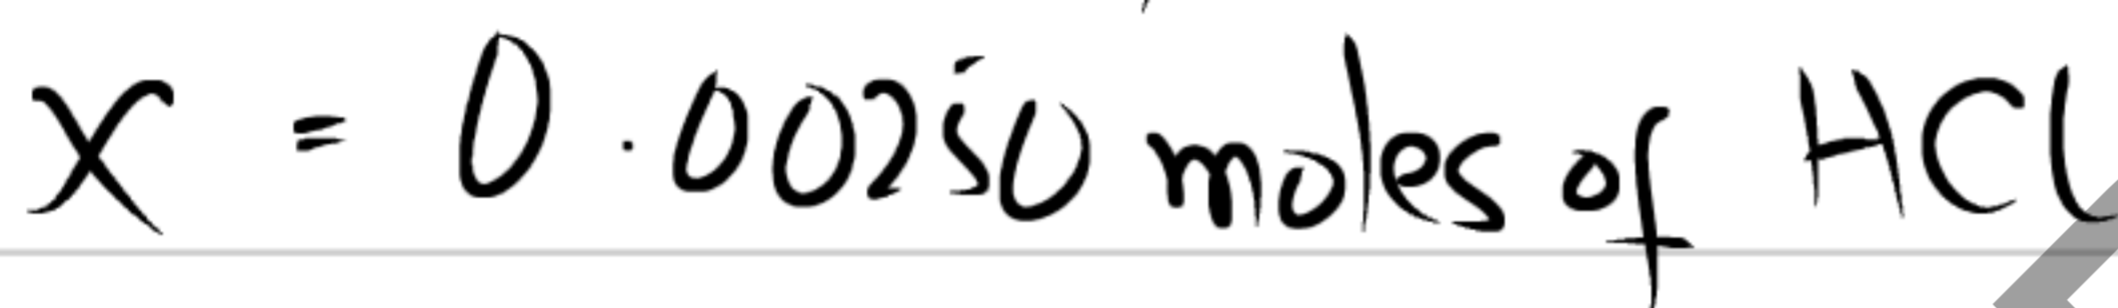 x = 0.00250 moles of HCl